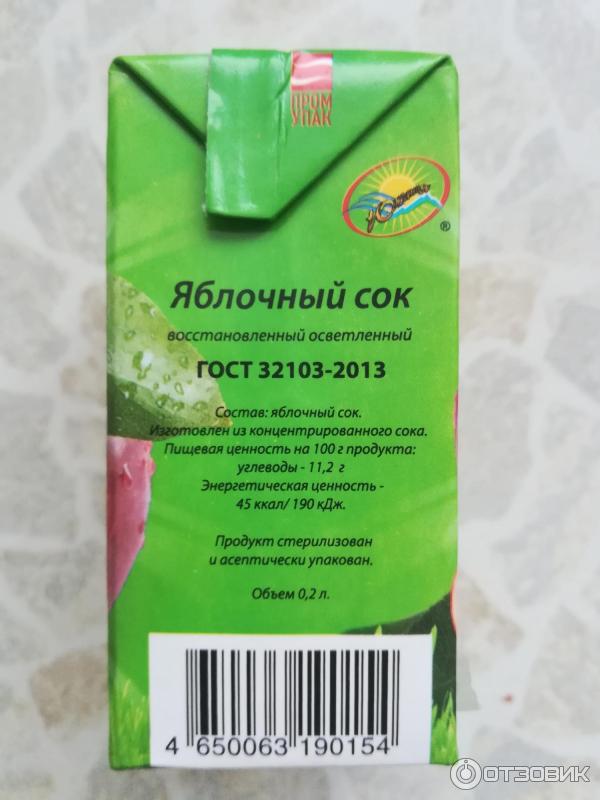 ПРОМ
УПАК
®
Яблочный сок
восстановленный осветленный
ГОСТ 32103-2013
Состав: яблочный сок.
Изготовлен из концентрированного сока.
Пищевая ценность на 100 г продукта:
углеводы - 11,2 г
Энергетическая ценность -
45 ккал/ 190 кДж.
Продукт стерилизован
и асептически упакован.
Объем 0,2 л.
4 650063 190154
ОТЗОВИК